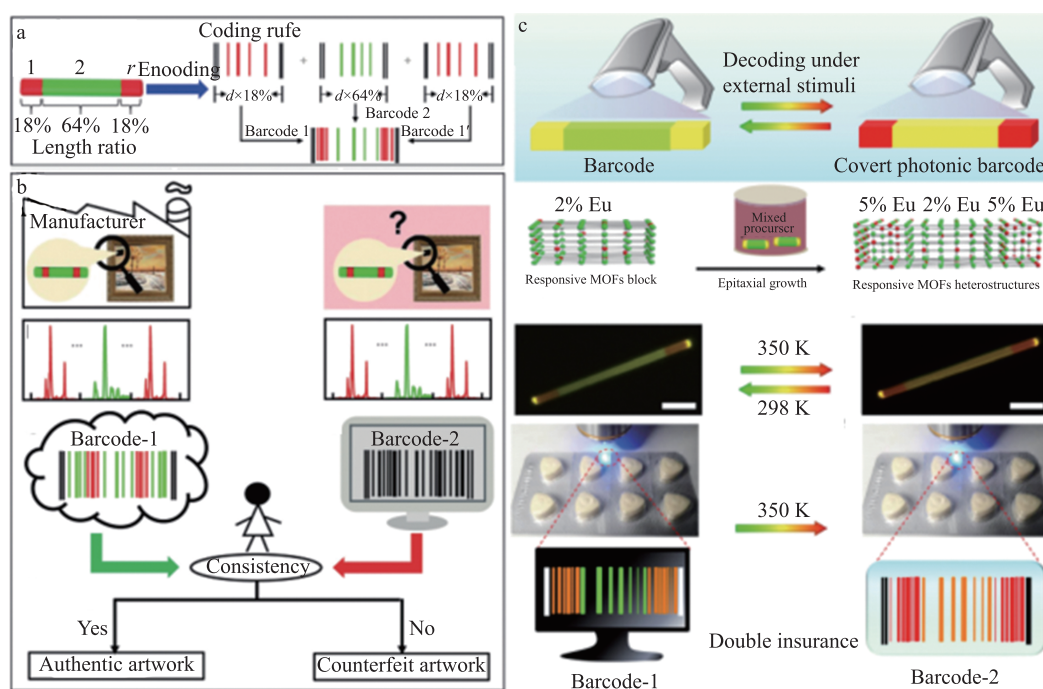 a
Coding rufe
1 2 r Enooding
+ +
18% 64% 18%
Length ratio
d×18% d×64% d×18%
Barcode 2
Barcode 1 Barcode 1′
b
Manufacturer
?
... ...
... ...
Barcode-1
Barcode-2
Consistency
Yes No
Authentic artwork Counterfeit artwork
c
Decoding under
external stimuli
Barcode Covert photonic barcode
2% Eu
Mixed
procurscr
5% Eu 2% Eu 5% Eu
Responsive MOFs block Epitaxial growth Responsive MOFs heterostructures
350 K
298 K
350 K
Double insurance
Barcode-1 Barcode-2